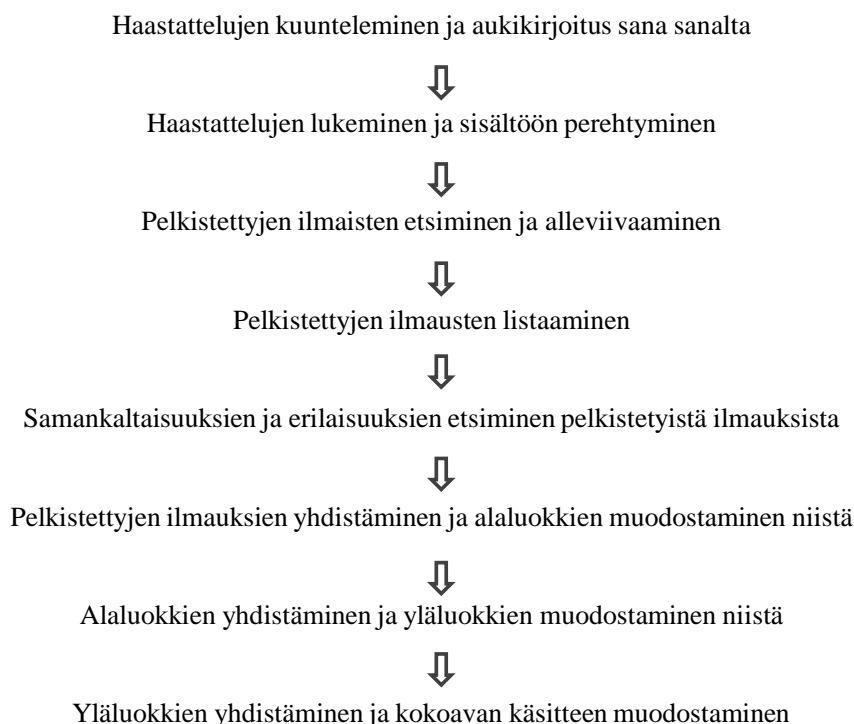 Haastattelujen kuunteleminen ja aukikirjoitus sana sanalta
Haastattelujen lukeminen ja sisältöön perehtyminen
Pelkistettyjen ilmaisten etsiminen ja alleviivaaminen
Pelkistettyjen ilmausten listaaminen
Samankaltaisuuksien ja erilaisuuksien etsiminen pelkistetyistä ilmauksista
Pelkistettyjen ilmauksien yhdistäminen ja alaluokkien muodostaminen niistä
Alaluokkien yhdistäminen ja yläluokkien muodostaminen niistä
Yläluokkien yhdistäminen ja kokoavan käsitteen muodostaminen